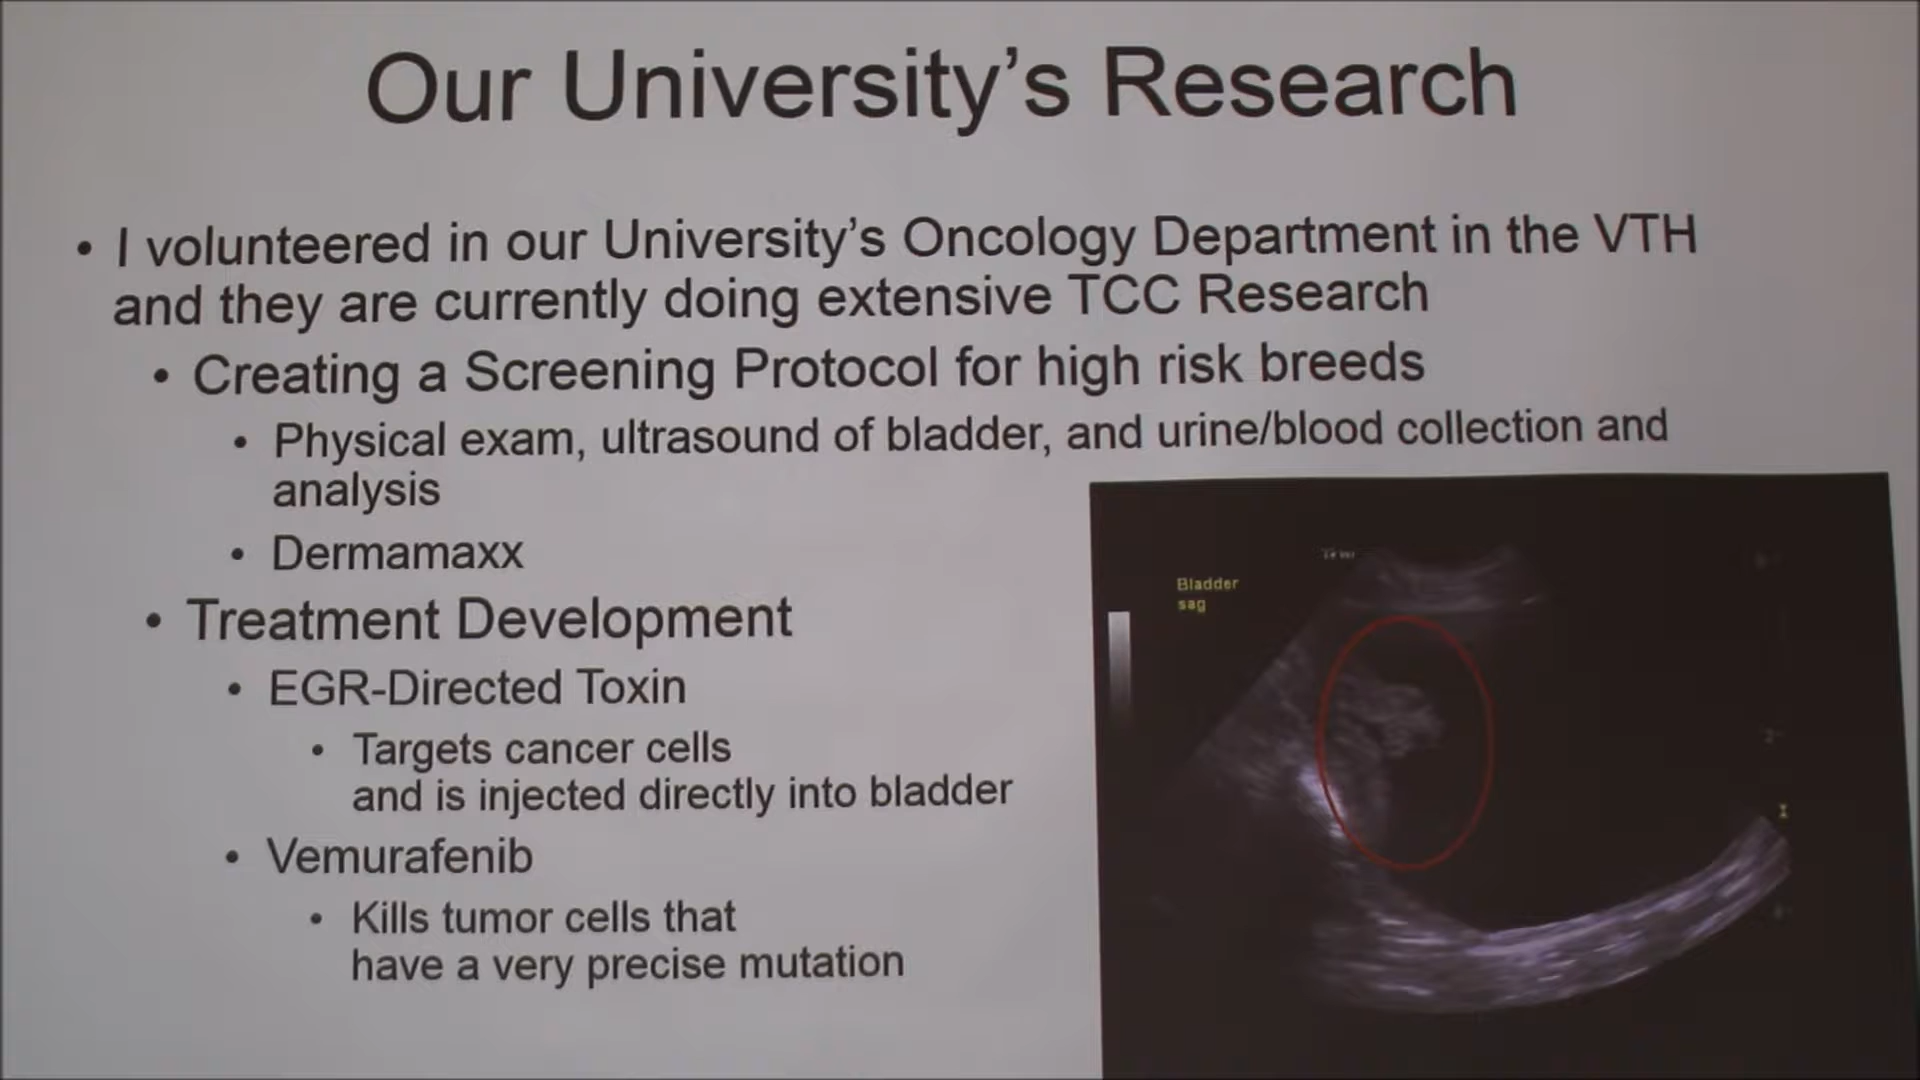 Our University's Research
• I volunteered in our University's Oncology Department in the VTH
and they are currently doing extensive TCC Research
• Creating a Screening Protocol for high risk breeds
• Physical exam, ultrasound of bladder, and urine/blood collection and
analysis
• Dermamaxx
• Treatment Development
• EGR-Directed Toxin
• Targets cancer cells
and is injected directly into bladder
• Vemurafenib
• Kills tumor cells that
have a very precise mutation
Bladder
sag